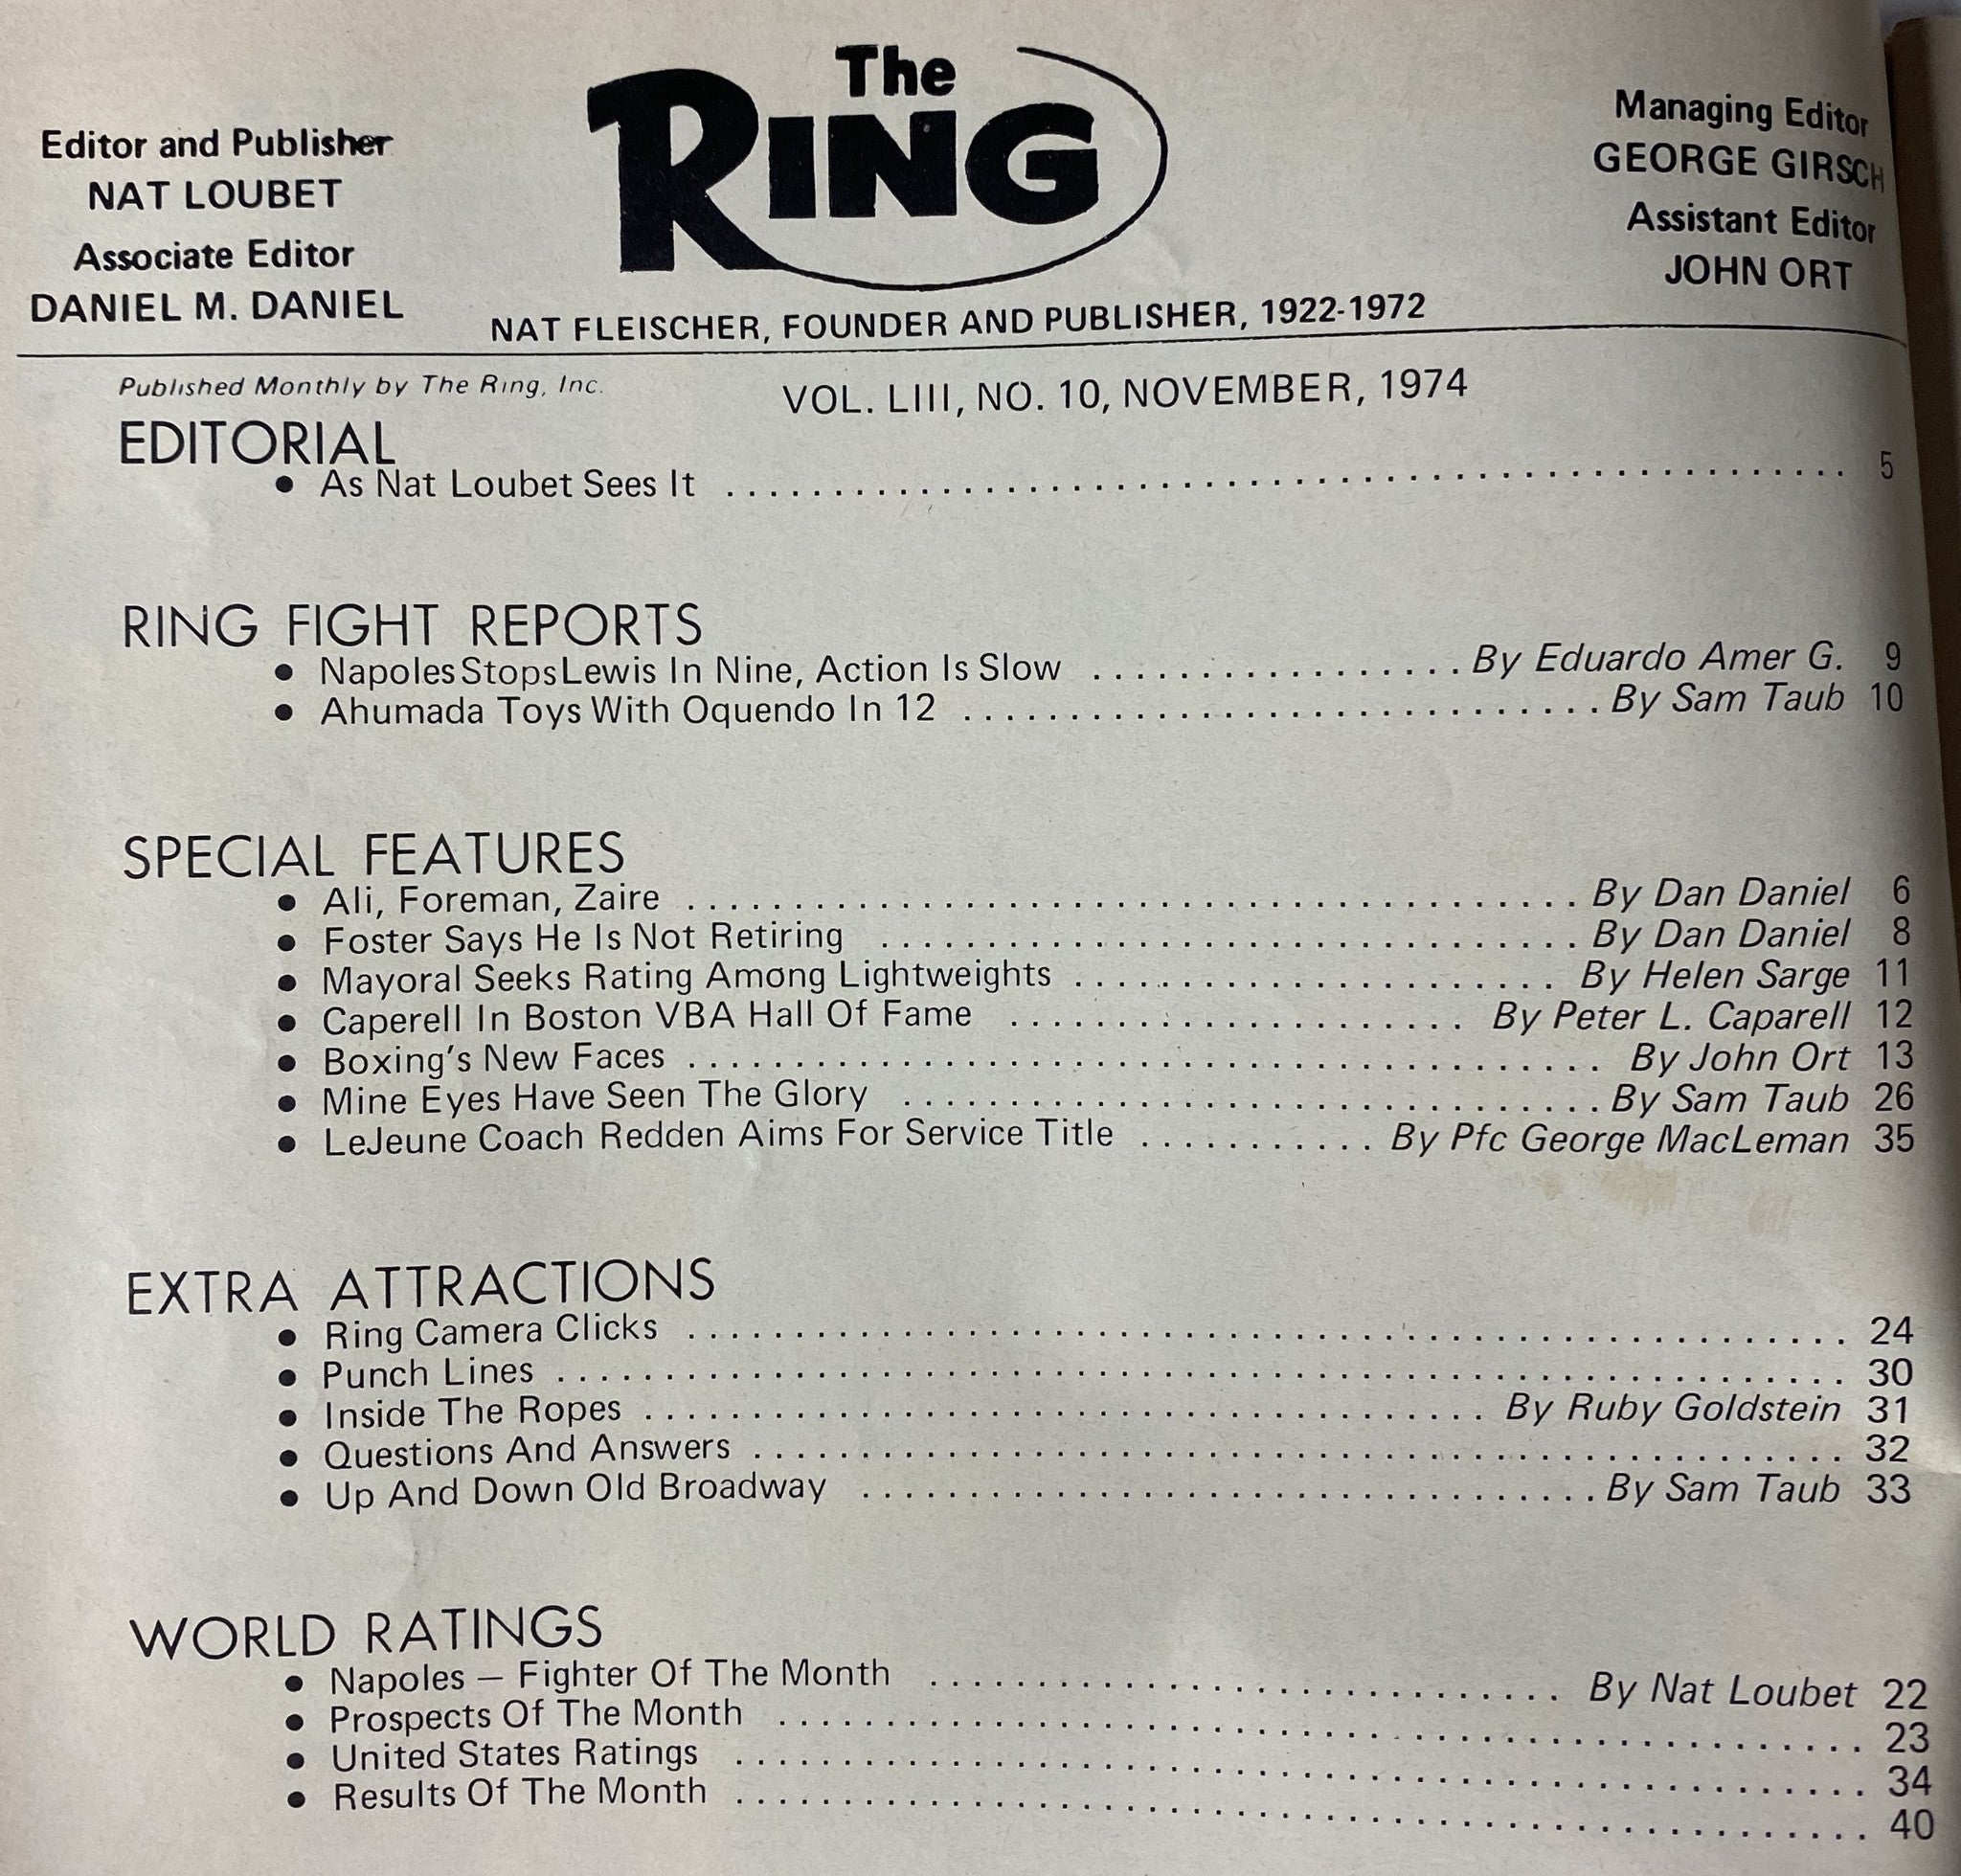 The
RING
Editor and Publisher
NAT LOUBET
Associate Editor
DANIEL M. DANIEL
Managing Editor
GEORGE GIRSCH
Assistant Editor
JOHN ORT
NAT FLEISCHER, FOUNDER AND PUBLISHER, 1922-1972
Published Monthly by The Ring, Inc.
VOL. LIII, NO. 10, NOVEMBER, 1974
EDITORIAL
• As Nat Loubet Sees It . . . . . . . . . . 5
RING FIGHT REPORTS
• Napoles Stops Lewis In Nine, Action Is Slow . . . . . . . . . . By Eduardo Amer G. 9
• Ahumada Toys With Oquendo In 12 . . . . . . . . . . By Sam Taub 10
SPECIAL FEATURES
• Ali, Foreman, Zaire . . . . . . . . . . By Dan Daniel 6
• Foster Says He Is Not Retiring . . . . . . . . . . By Dan Daniel 8
• Mayoral Seeks Rating Among Lightweights . . . . . . . . . . By Helen Sarge 11
• Caperell In Boston VBA Hall Of Fame . . . . . . . . . . By Peter L. Caparell 12
• Boxing's New Faces . . . . . . . . . . By John Ort 13
• Mine Eyes Have Seen The Glory . . . . . . . . . . By Sam Taub 26
• LeJeune Coach Redden Aims For Service Title . . . . . . . . . . By Pfc George MacLeman 35
EXTRA ATTRACTIONS
• Ring Camera Clicks . . . . . . . . . . 24
• Punch Lines . . . . . . . . . . 30
• Inside The Ropes . . . . . . . . . . By Ruby Goldstein 31
• Questions And Answers . . . . . . . . . . 32
• Up And Down Old Broadway . . . . . . . . . . By Sam Taub 33
WORLD RATINGS
• Napoles — Fighter Of The Month . . . . . . . . . . By Nat Loubet 22
• Prospects Of The Month . . . . . . . . . . 23
• United States Ratings . . . . . . . . . . 34
• Results Of The Month . . . . . . . . . . 40